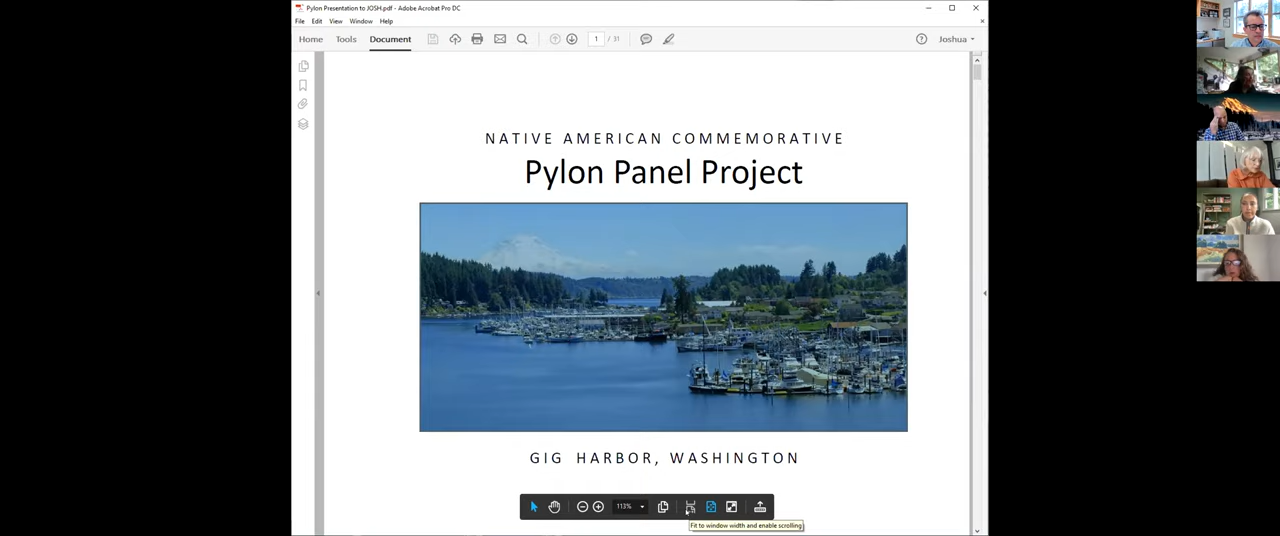 Pylon Presentation to JOSH.pdf - Adobe Acrobat Pro DC
File Edit View Window Help
Home Tools Document 1 / 31 Joshua
NATIVE AMERICAN COMMEMORATIVE
Pylon Panel Project
GIG HARBOR, WASHINGTON
113%
Fit to window width and enable scrolling